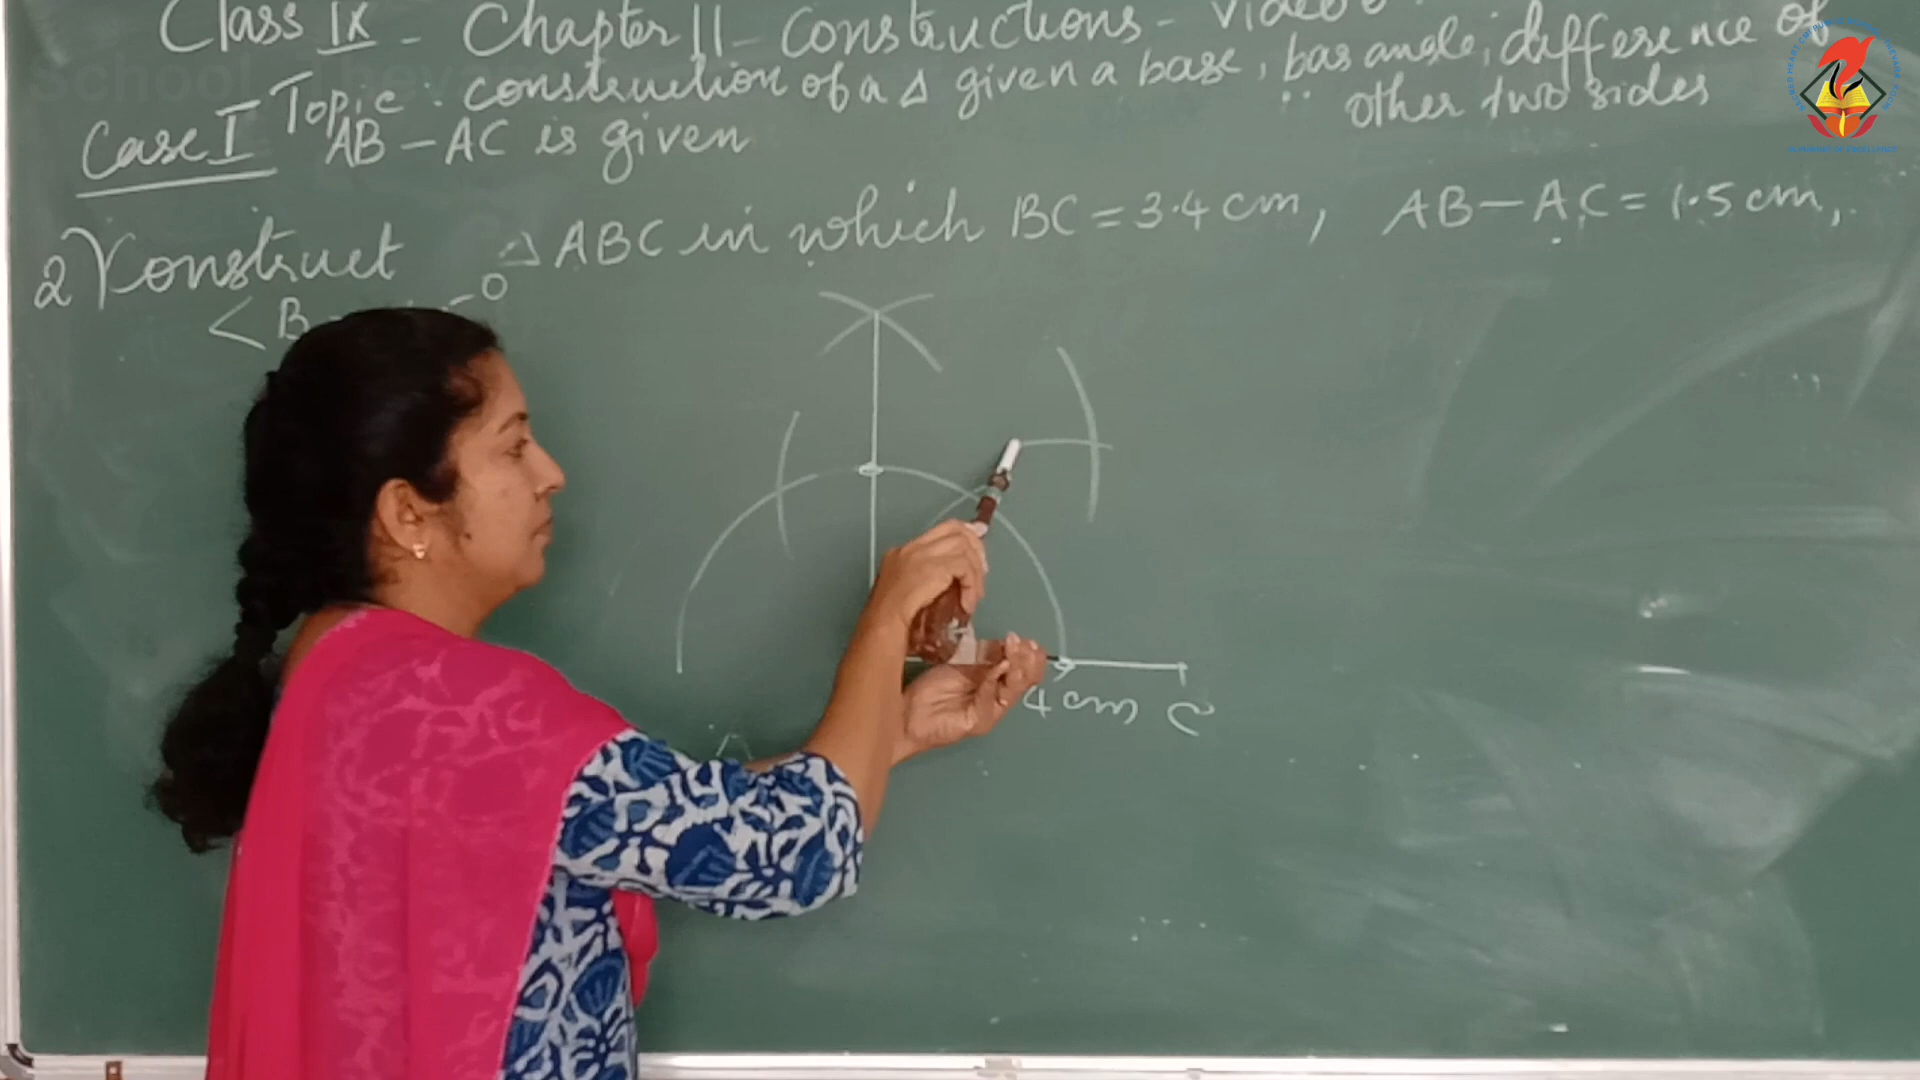 Class IX - Chapter 11 - Constructions - Video
Topic : construction of a Δ given a base, bas angle, difference of
other two sides
Case I AB - AC is given
2) Construct Δ ABC in which BC = 3.4 cm, AB - AC = 1.5 cm,
< B
4 cm C